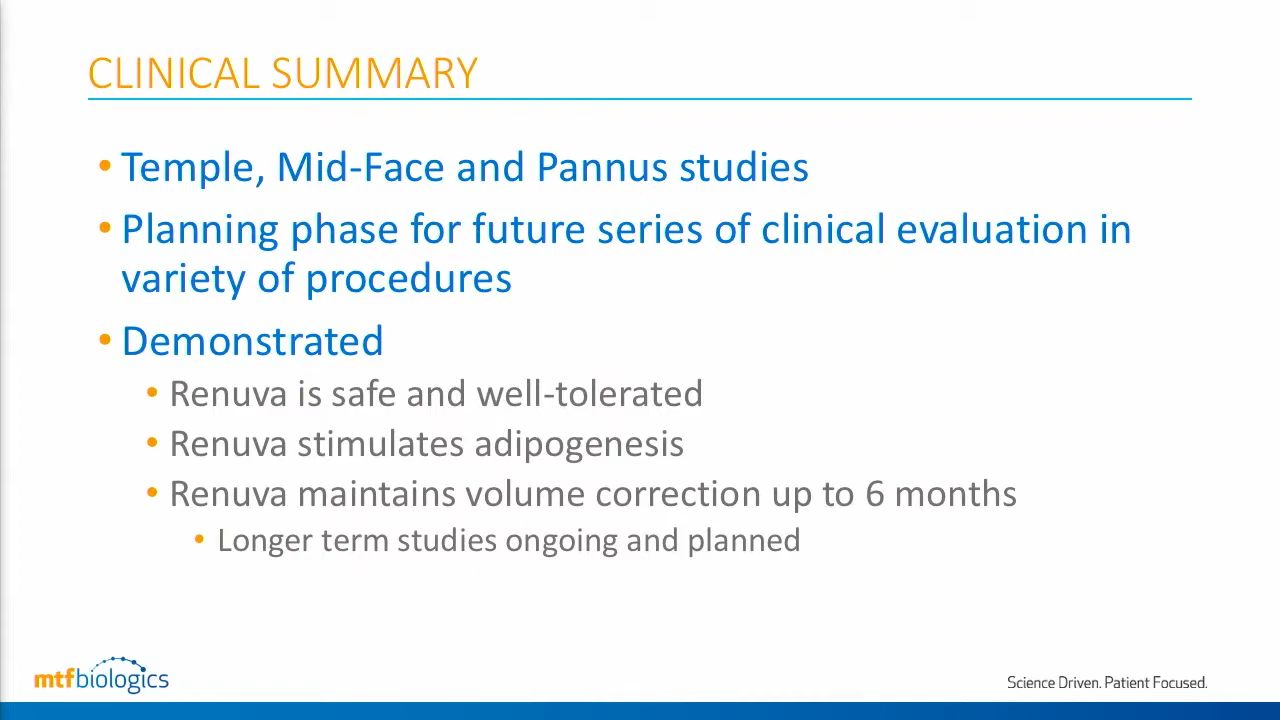 CLINICAL SUMMARY
• Temple, Mid-Face and Pannus studies
• Planning phase for future series of clinical evaluation in
variety of procedures
• Demonstrated
• Renuva is safe and well-tolerated
• Renuva stimulates adipogenesis
• Renuva maintains volume correction up to 6 months
• Longer term studies ongoing and planned
mtfbiologics
Science Driven. Patient Focused.